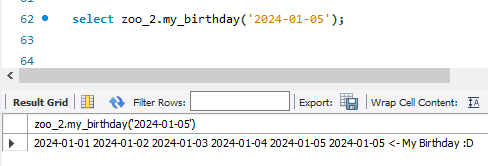 62 select zoo_2.my_birthday('2024-01-05');
63
64
Result Grid Filter Rows: Export: Wrap Cell Content: IA
zoo_2.my_birthday('2024-01-05')
2024-01-01 2024-01-02 2024-01-03 2024-01-04 2024-01-05 2024-01-05 <- My Birthday :D